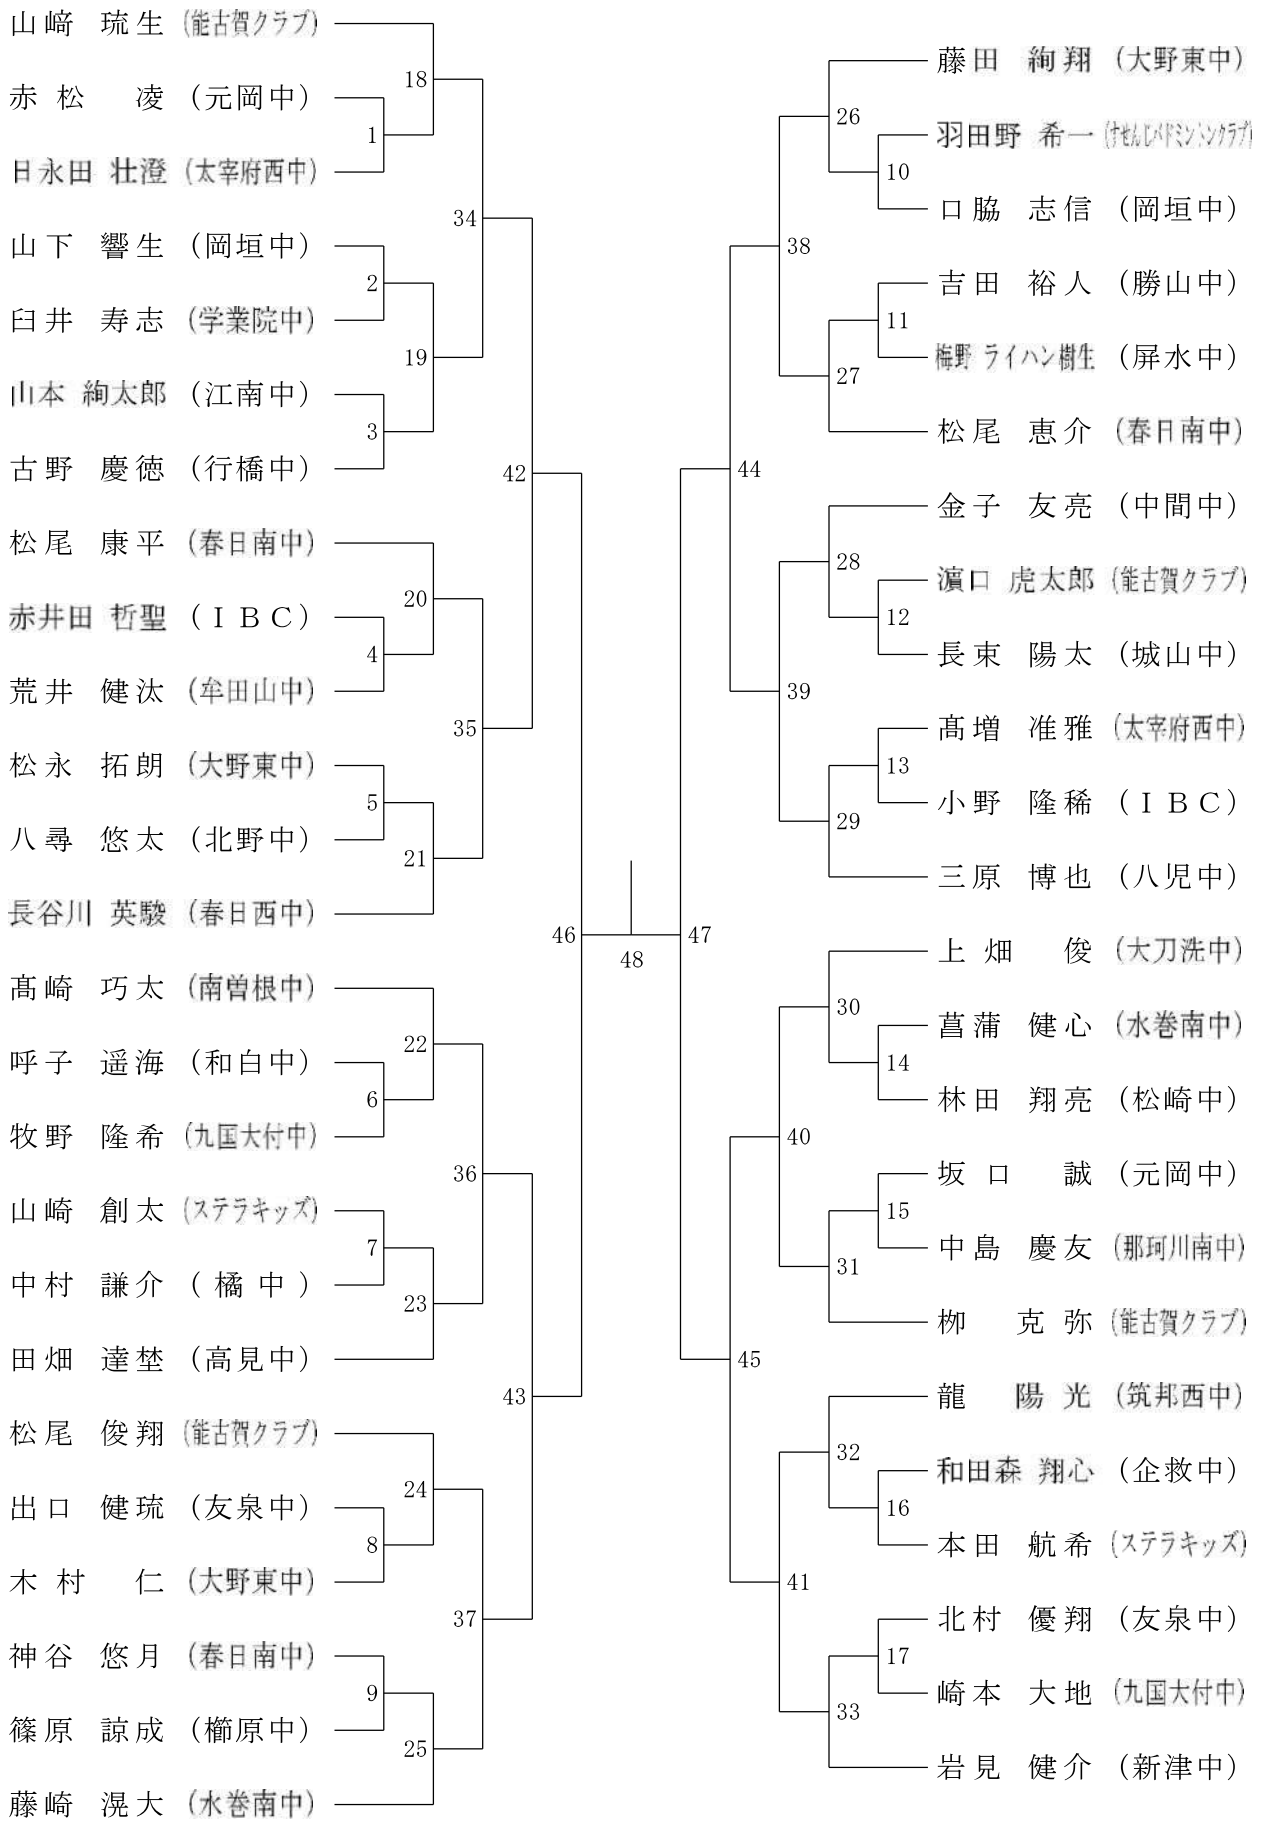 山﨑 琉生 (能古賀クラブ)
赤松 凌 (元岡中)
日永田 壮澄 (太宰府西中)
山下 響生 (岡垣中)
臼井 寿志 (学業院中)
山本 絢太郎 (江南中)
古野 慶徳 (行橋中)
松尾 康平 (春日南中)
赤井田 哲聖 (IBC)
荒井 健汰 (牟田山中)
松永 拓朗 (大野東中)
八尋 悠太 (北野中)
長谷川 英駿 (春日西中)
髙崎 巧太 (南曽根中)
呼子 遥海 (和白中)
牧野 隆希 (九国大付中)
山崎 創太 (ステラキッズ)
中村 謙介 (橘中)
田畑 達埜 (高見中)
松尾 俊翔 (能古賀クラブ)
出口 健琉 (友泉中)
木村 仁 (大野東中)
神谷 悠月 (春日南中)
篠原 諒成 (櫛原中)
藤崎 滉大 (水巻南中)
1
2
3
4
5
6
7
8
9
18
19
20
21
22
23
24
25
34
35
36
37
42
43
46
48
47
44
45
38
39
40
41
26
27
28
29
30
31
32
33
10
11
12
13
14
15
16
17
藤田 絢翔 (大野東中)
羽田野 希一 (すせんじバドミントンクラブ)
口脇 志信 (岡垣中)
吉田 裕人 (勝山中)
梅野 ライハン樹生 (屏水中)
松尾 恵介 (春日南中)
金子 友亮 (中間中)
濵口 虎太郎 (能古賀クラブ)
長束 陽太 (城山中)
髙増 准雅 (太宰府西中)
小野 隆稀 (IBC)
三原 博也 (八児中)
上畑 俊 (大刀洗中)
菖蒲 健心 (水巻南中)
林田 翔亮 (松崎中)
坂口 誠 (元岡中)
中島 慶友 (那珂川南中)
栁 克弥 (能古賀クラブ)
龍 陽光 (筑邦西中)
和田森 翔心 (企救中)
本田 航希 (ステラキッズ)
北村 優翔 (友泉中)
崎本 大地 (九国大付中)
岩見 健介 (新津中)